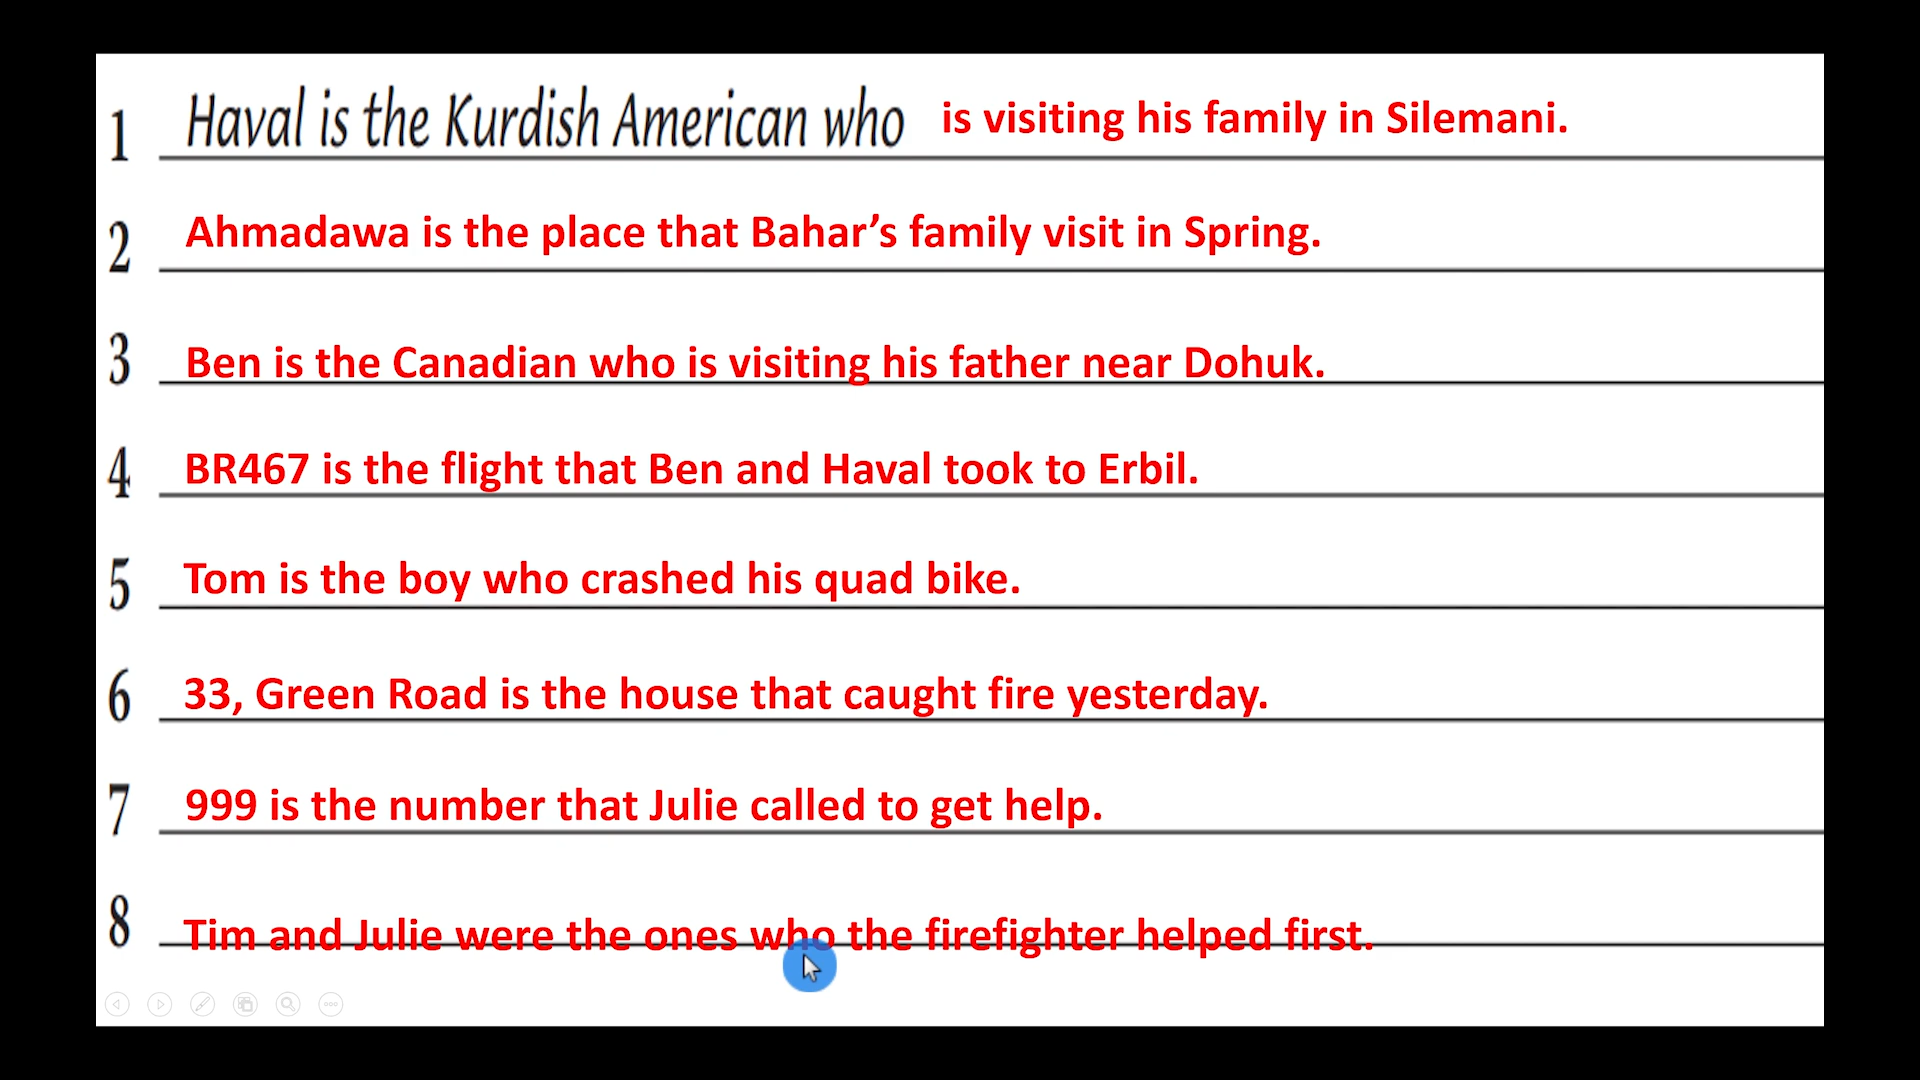 1 Haval is the Kurdish American who is visiting his family in Silemani.
2 Ahmadawa is the place that Bahar’s family visit in Spring.
3 Ben is the Canadian who is visiting his father near Dohuk.
4 BR467 is the flight that Ben and Haval took to Erbil.
5 Tom is the boy who crashed his quad bike.
6 33, Green Road is the house that caught fire yesterday.
7 999 is the number that Julie called to get help.
8 Tim and Julie were the ones who the firefighter helped first.